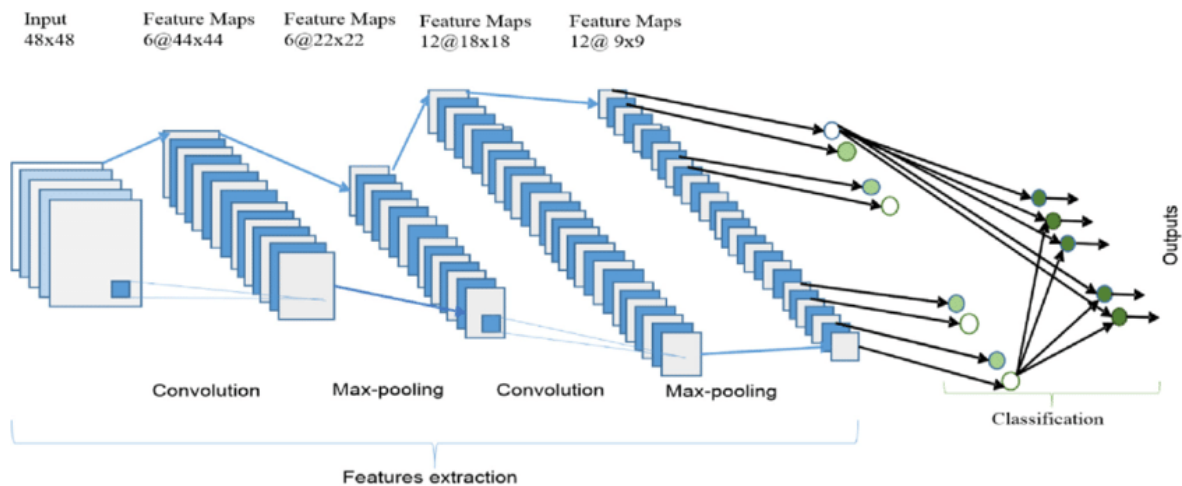 Input
48x48
Feature Maps
6@44x44
Feature Maps
6@22x22
Feature Maps
12@18x18
Feature Maps
12@ 9x9
Outputs
Convolution
Max-pooling
Convolution
Max-pooling
Classification
Features extraction